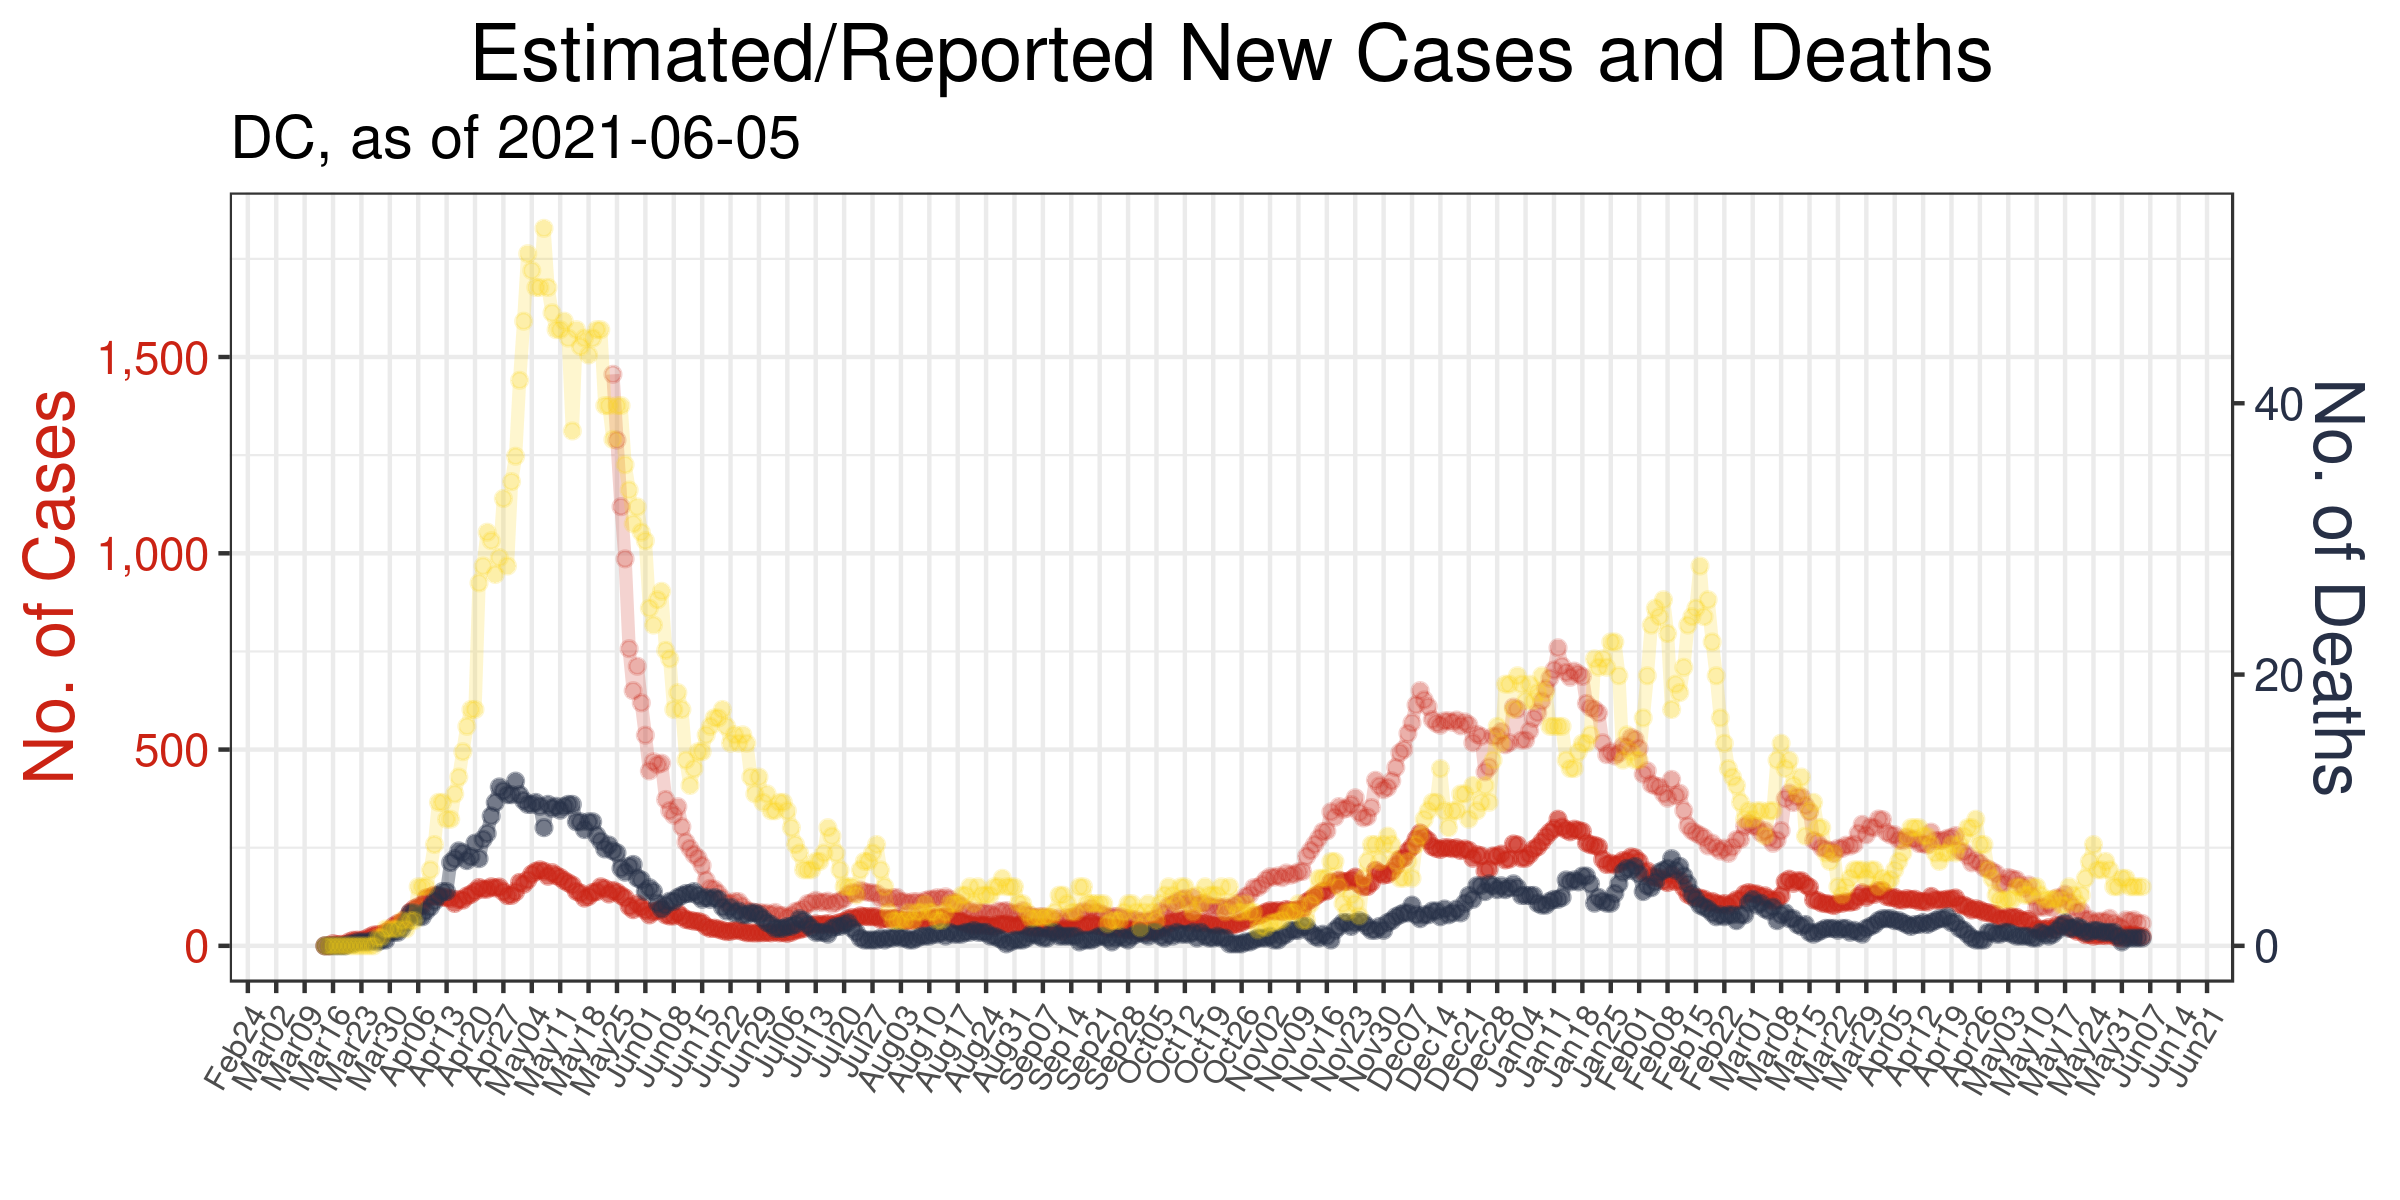 Estimated/Reported New Cases and Deaths
DC, as of 2021-06-05
No. of Cases
1,500
1,000
500
0
40
20
0
No. of Deaths
Feb24
Mar02
Mar09
Mar16
Mar23
Mar30
Apr06
Apr13
Apr20
Apr27
May04
May11
May18
May25
Jun01
Jun08
Jun15
Jun22
Jun29
Jul06
Jul13
Jul20
Jul27
Aug03
Aug10
Aug17
Aug24
Aug31
Sep07
Sep14
Sep21
Sep28
Oct05
Oct12
Oct19
Oct26
Nov02
Nov09
Nov16
Nov23
Nov30
Dec07
Dec14
Dec21
Dec28
Jan04
Jan11
Jan18
Jan25
Feb01
Feb08
Feb15
Feb22
Mar01
Mar08
Mar15
Mar22
Mar29
Apr05
Apr12
Apr19
Apr26
May03
May10
May17
May24
May31
Jun07
Jun14
Jun21